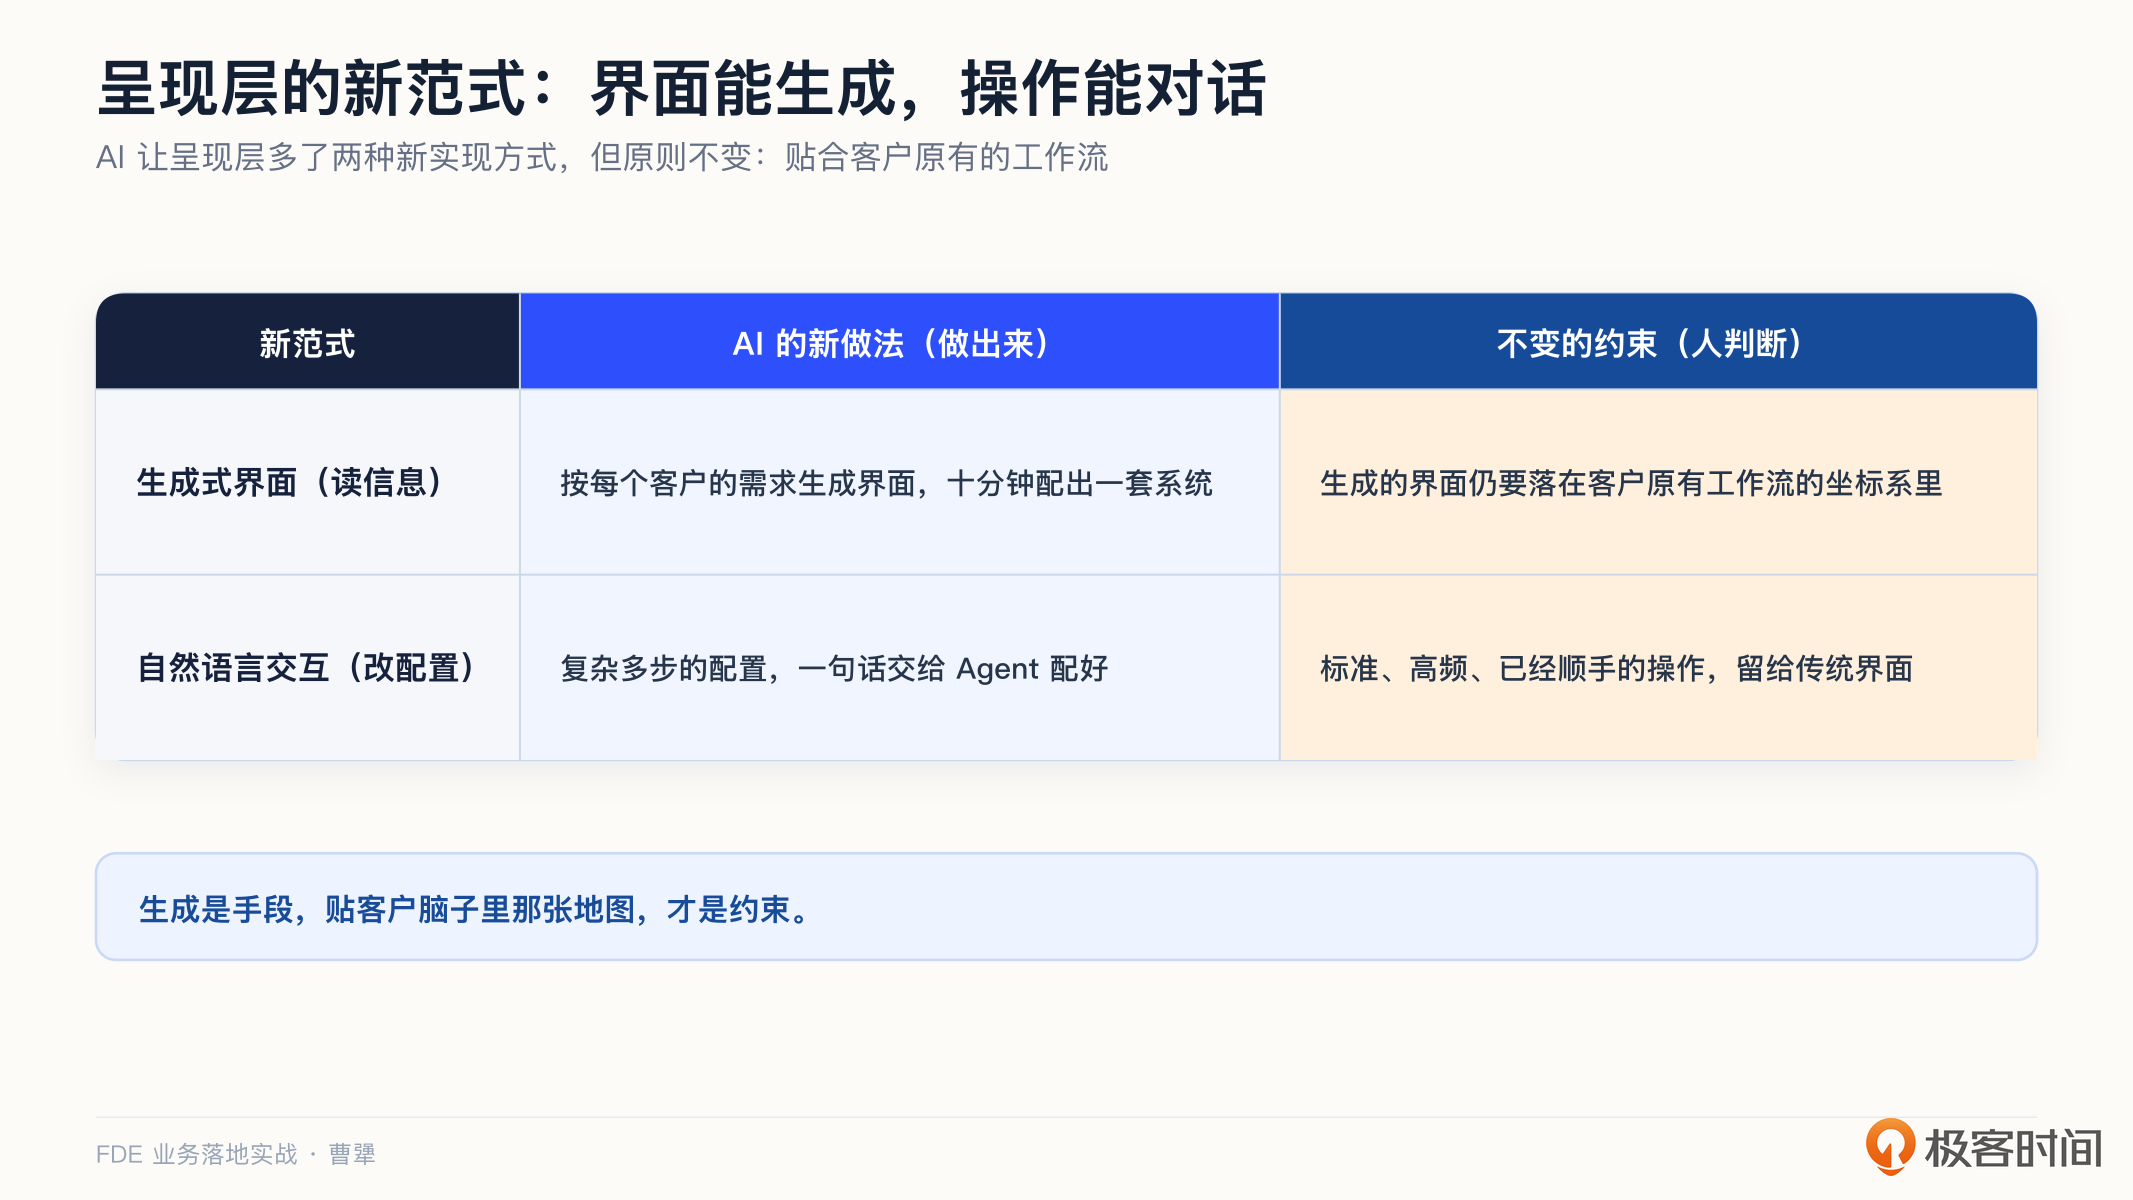 呈现层的新范式：界面能生成，操作能对话
AI 让呈现层多了两种新实现方式，但原则不变：贴合客户原有的工作流
新范式
AI 的新做法（做出来）
不变的约束（人判断）
生成式界面（读信息）
按每个客户的需求生成界面，十分钟配出一套系统
生成的界面仍要落在客户原有工作流的坐标系里
自然语言交互（改配置）
复杂多步的配置，一句话交给 Agent 配好
标准、高频、已经顺手的操作，留给传统界面
生成是手段，贴客户脑子里那张地图，才是约束。
FDE 业务落地实战 · 曹犟
极客时间